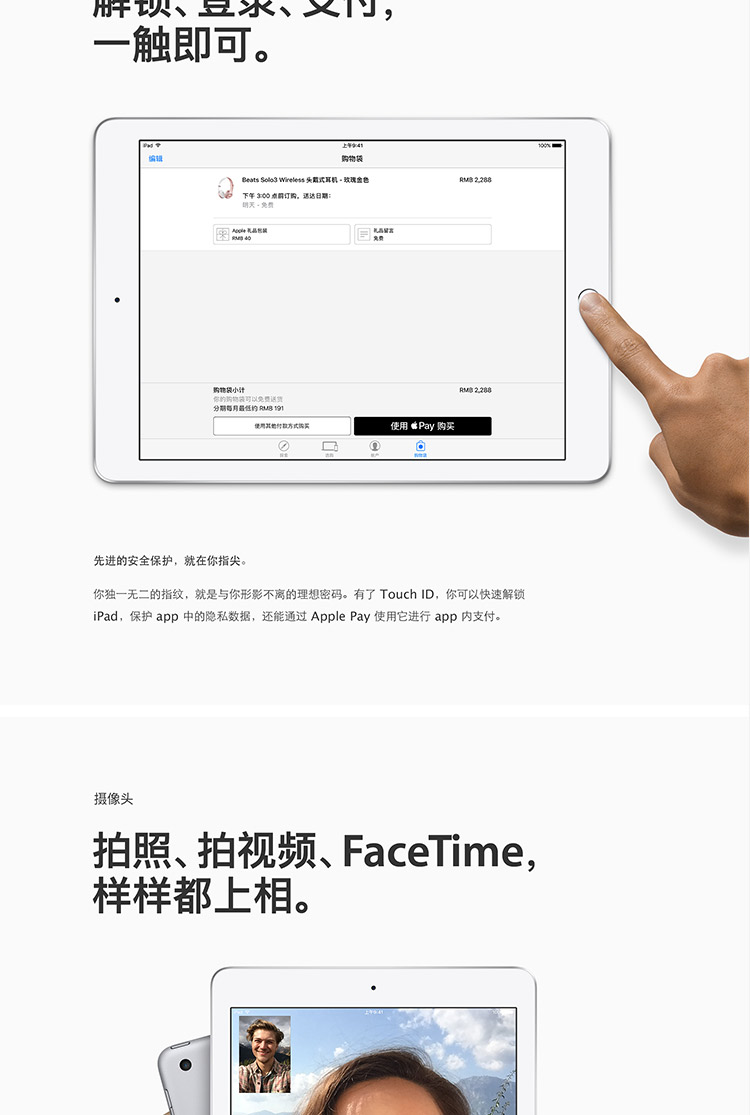 解锁、登录、支付，
一触即可。
iPad 上午9:41 100%
编辑 购物袋
Beats Solo3 Wireless 头戴式耳机 - 玫瑰金色 RMB 2,288
下午 3:00 点前订购，送达日期：
明天 - 免费
Apple 礼品包装 礼品留言
RMB 40 免费
购物袋小计 RMB 2,288
你的购物袋可以免费送货
分期每月最低约 RMB 191
使用其他付款方式购买 使用 Pay 购买
探索 选购 帐户 购物袋
先进的安全保护，就在你指尖。
你独一无二的指纹，就是与你形影不离的理想密码。有了 Touch ID，你可以快速解锁
iPad，保护 app 中的隐私数据，还能通过 Apple Pay 使用它进行 app 内支付。
摄像头
拍照、拍视频、FaceTime，
样样都上相。
上午9:41